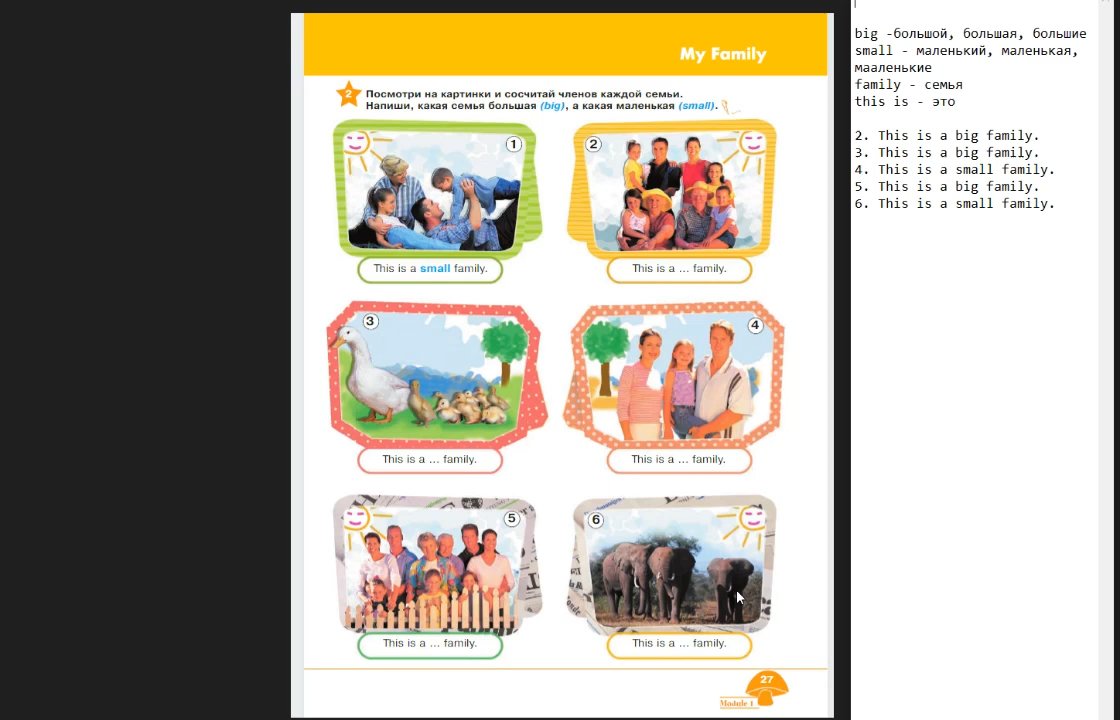 My Family
2 Посмотри на картинки и сосчитай членов каждой семьи.
Напиши, какая семья большая (big), а какая маленькая (small).
1
This is a small family.
2
This is a ... family.
3
This is a ... family.
4
This is a ... family.
5
This is a ... family.
6
This is a ... family.
27
Module 1
big -большой, большая, большие
small - маленький, маленькая,
мааленькие
family - семья
this is - это
2. This is a big family.
3. This is a big family.
4. This is a small family.
5. This is a big family.
6. This is a small family.